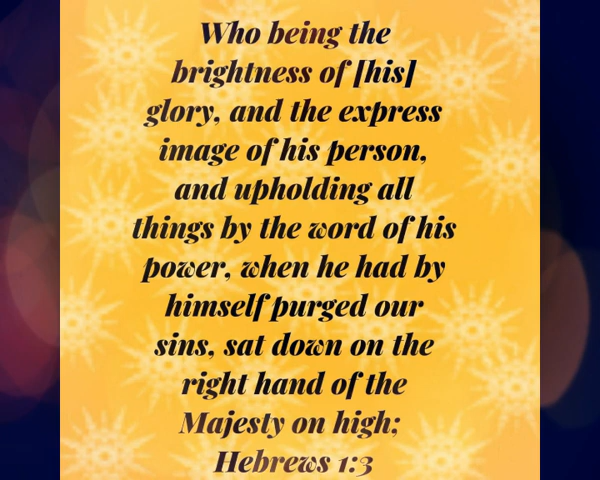 Who being the
brightness of [his]
glory, and the express
image of his person,
and upholding all
things by the word of his
power, when he had by
himself purged our
sins, sat down on the
right hand of the
Majesty on high;
Hebrews 1:3